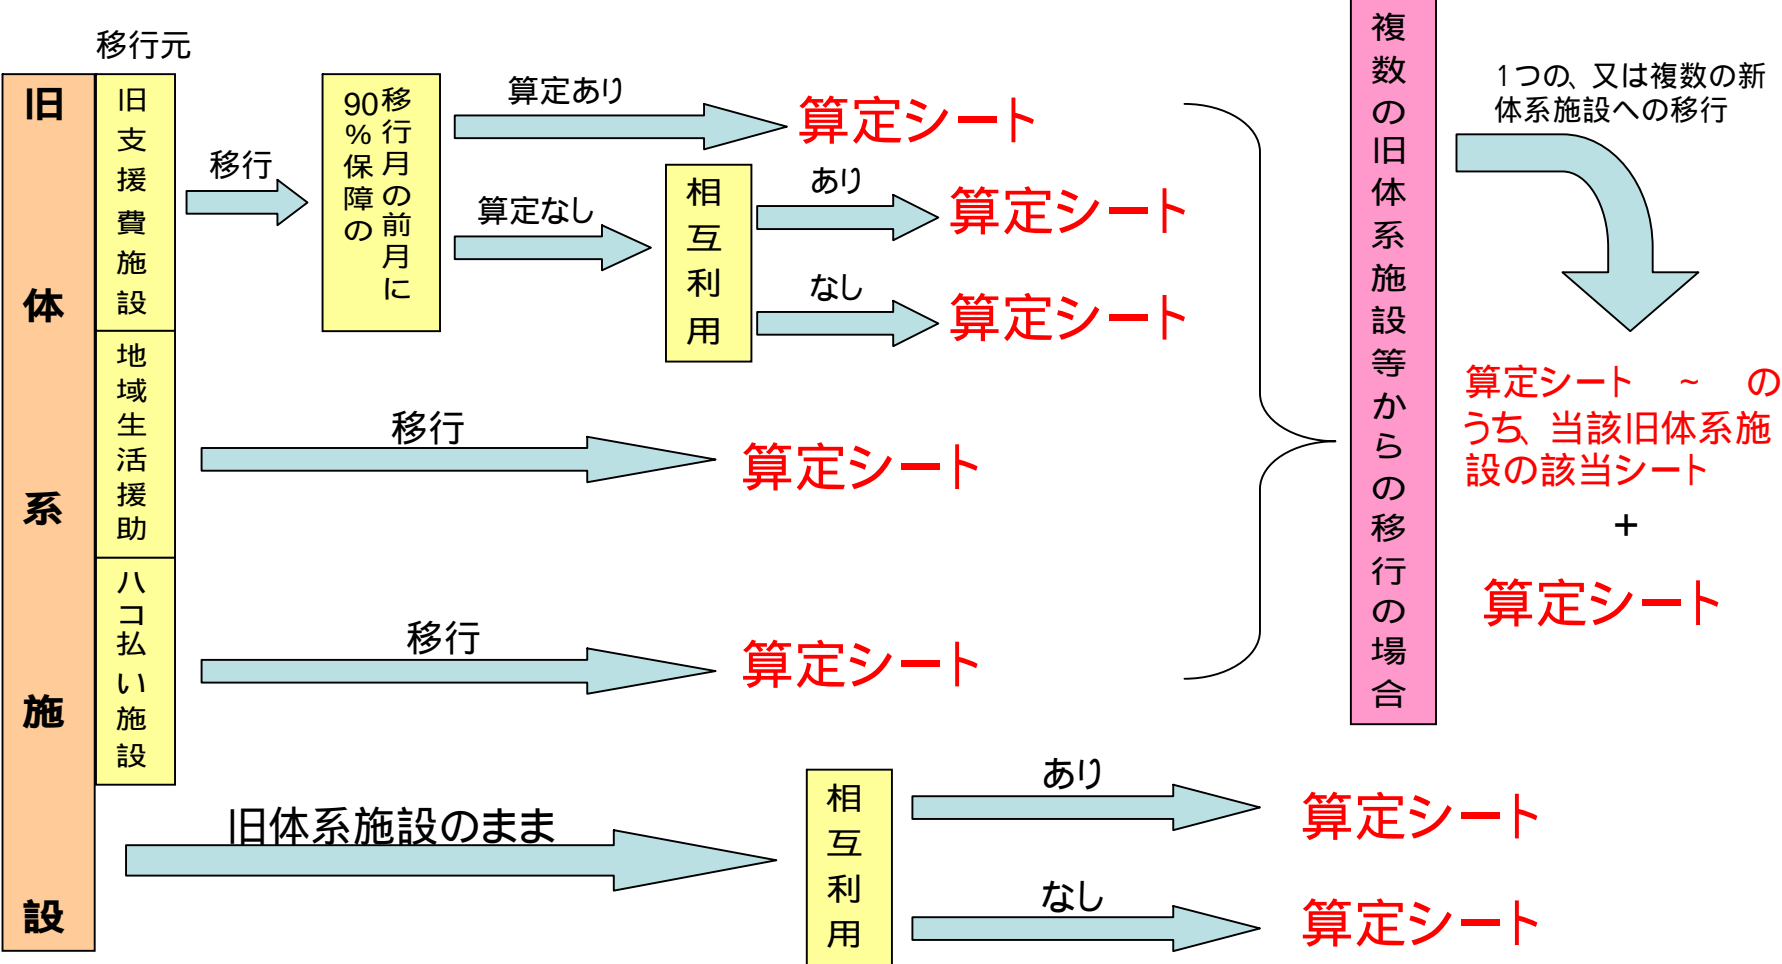 移行元
旧体系施設
旧支援費施設
移行
移行月の前月に
90%保障の
算定あり
算定シート
算定なし
相互利用
あり
算定シート
なし
算定シート
地域生活援助
移行
算定シート
ハコ払い施設
移行
算定シート
複数の旧体系施設等からの移行の場合
1つの、又は複数の新
体系施設への移行
算定シート ~ の
うち、当該旧体系施
設の該当シート
+
算定シート
旧体系施設のまま
相互利用
あり
算定シート
なし
算定シート